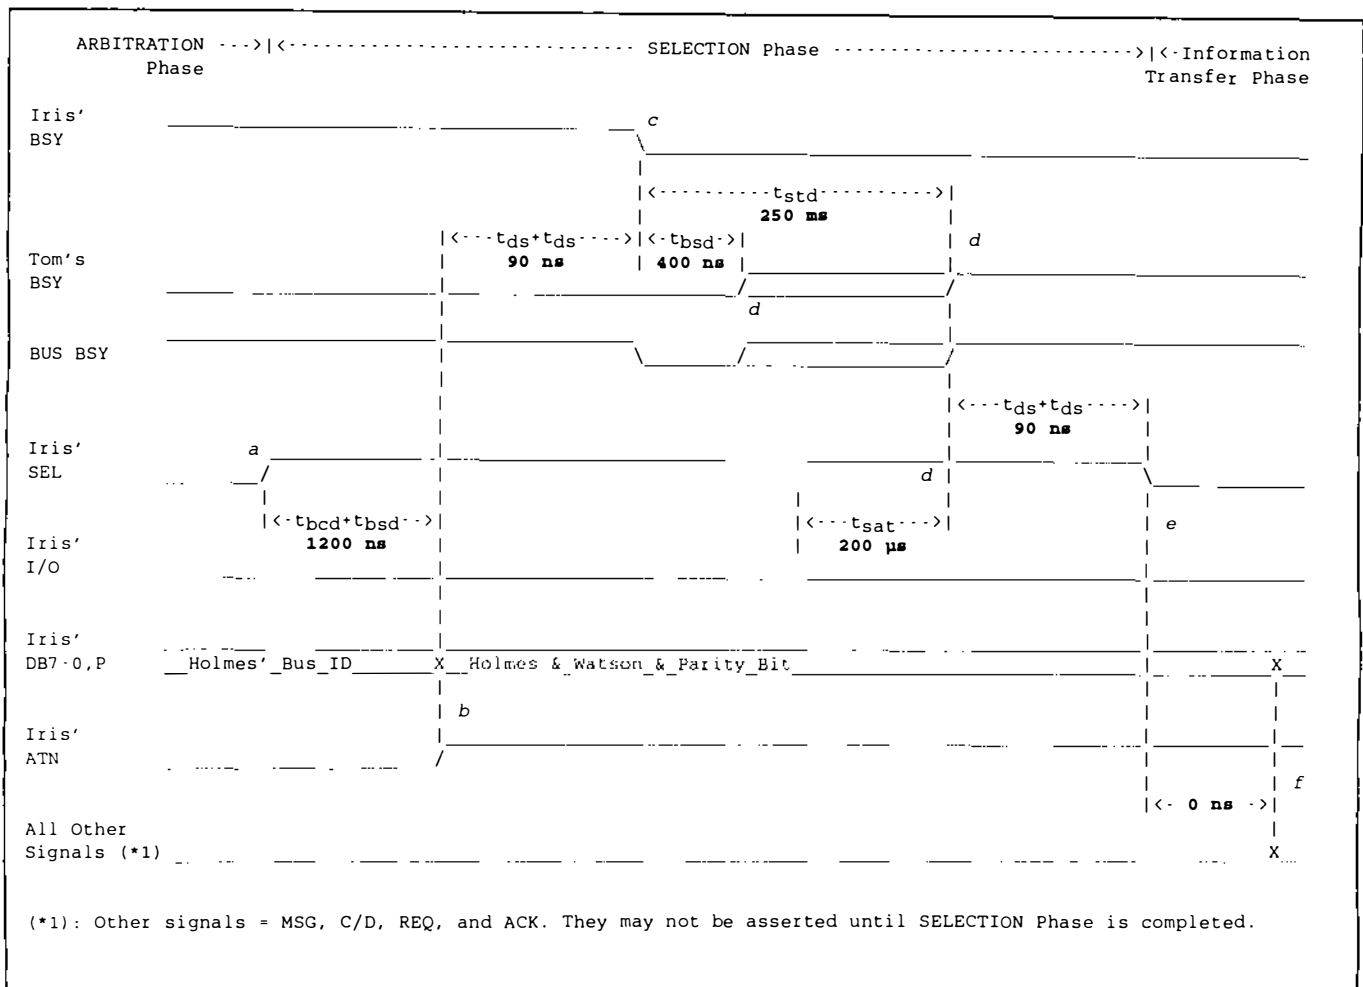 ARBITRATION --->|<---------------------------- SELECTION Phase ---------------------------->|<-Information
Phase
Transfer Phase
Iris'
BSY
c
|<----------tstd---------->|
250 ms
|<---tds+tds---->|<-tbsd->|
d
90 ns
400 ns
Tom's
BSY
d
BUS BSY
|<---tds+tds---->|
90 ns
Iris'
SEL
a
d
|<-tbcd+tbsd-->|
1200 ns
|<---tsat--->|
200 µs
e
Iris'
I/O
Iris'
DB7-0,P
__Holmes'_Bus_ID
X
Holmes & Watson & Parity Bit
X
b
Iris'
ATN
f
|<- 0 ns ->|
All Other
Signals (*1)
X
(*1): Other signals = MSG, C/D, REQ, and ACK. They may not be asserted until SELECTION Phase is completed.